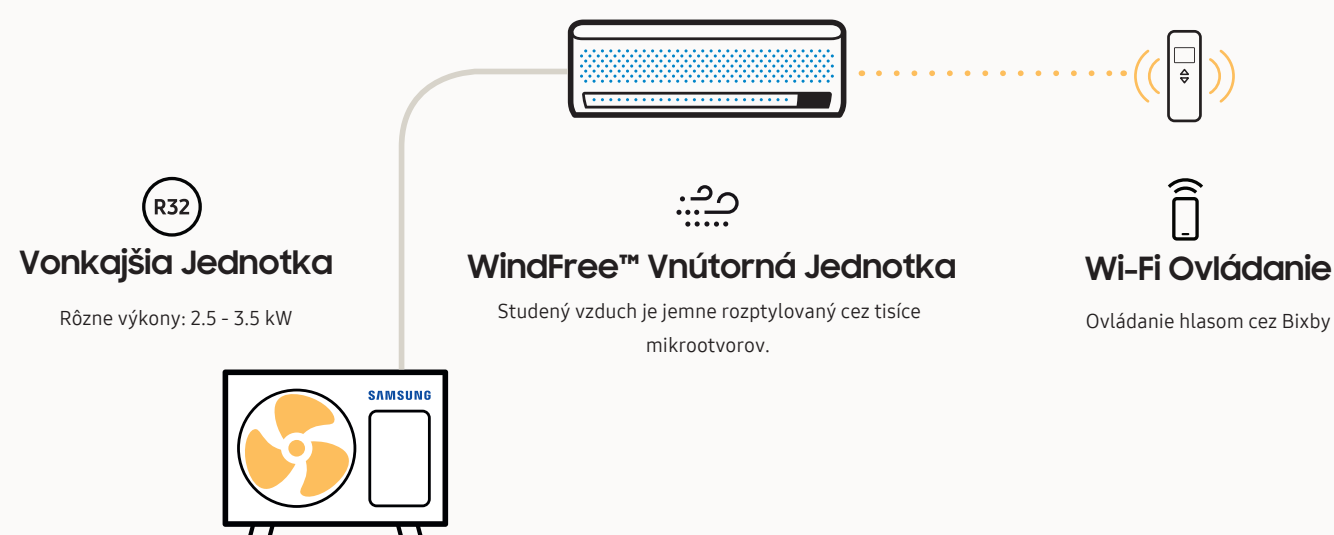 R32
Vonkajšia Jednotka
Rôzne výkony: 2.5 - 3.5 kW
SAMSUNG
WindFree™ Vnútorná Jednotka
Studený vzduch je jemne rozptylovaný cez tisíce
mikrootvorov.
Wi-Fi Ovládanie
Ovládanie hlasom cez Bixby